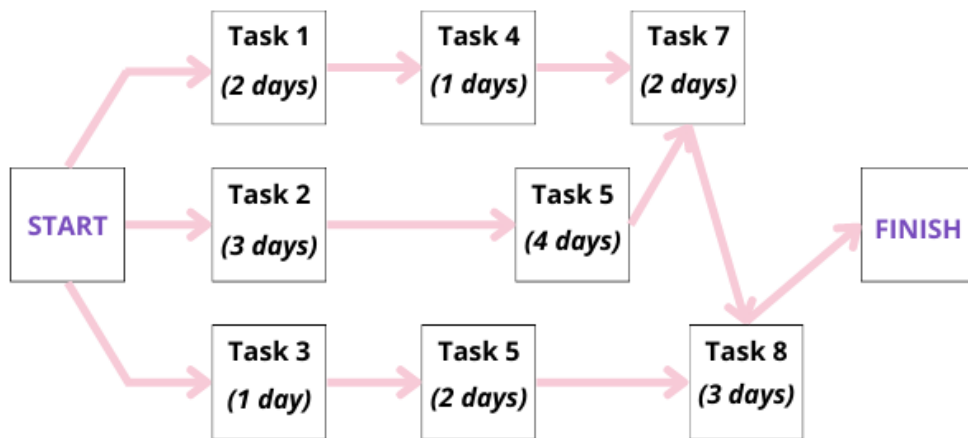 Task 1
(2 days)
Task 4
(1 days)
Task 7
(2 days)
START
Task 2
(3 days)
Task 5
(4 days)
FINISH
Task 3
(1 day)
Task 5
(2 days)
Task 8
(3 days)